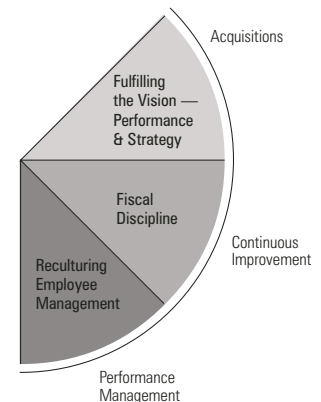 Acquisitions
Fulfilling
the Vision —
Performance
& Strategy
Fiscal
Discipline
Continuous
Improvement
Reculturing
Employee
Management
Performance
Management